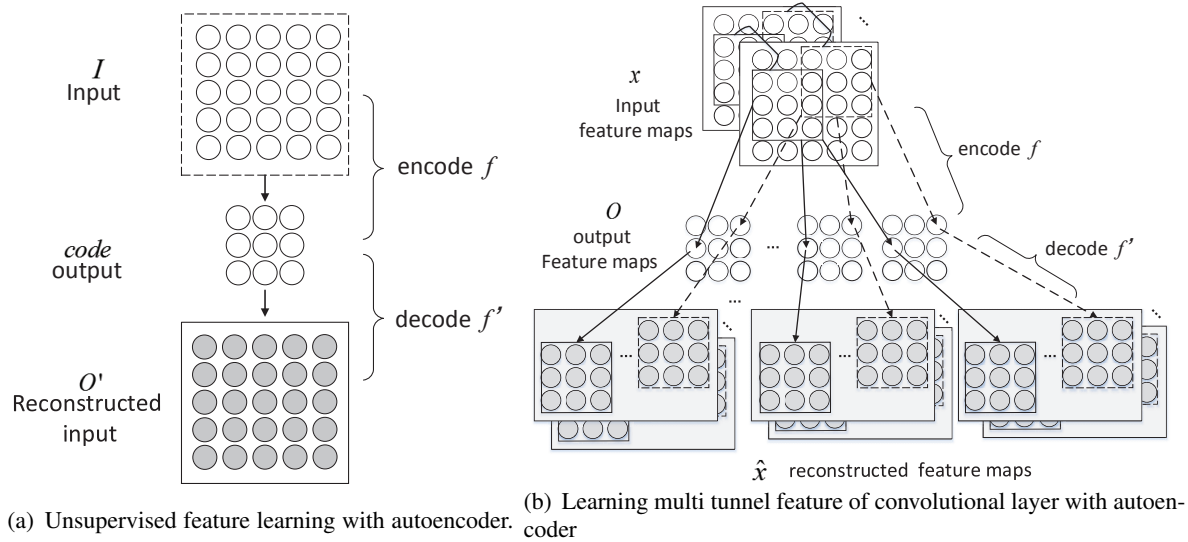 I
Input
encode f
code
output
decode f'
O'
Reconstructed
input
(a) Unsupervised feature learning with autoencoder.
...
x
Input
feature maps
encode f
O
output
Feature maps
...
decode f'
...
...
...
...
...
...
...
x̂ reconstructed feature maps
(b) Learning multi tunnel feature of convolutional layer with autoen-
coder